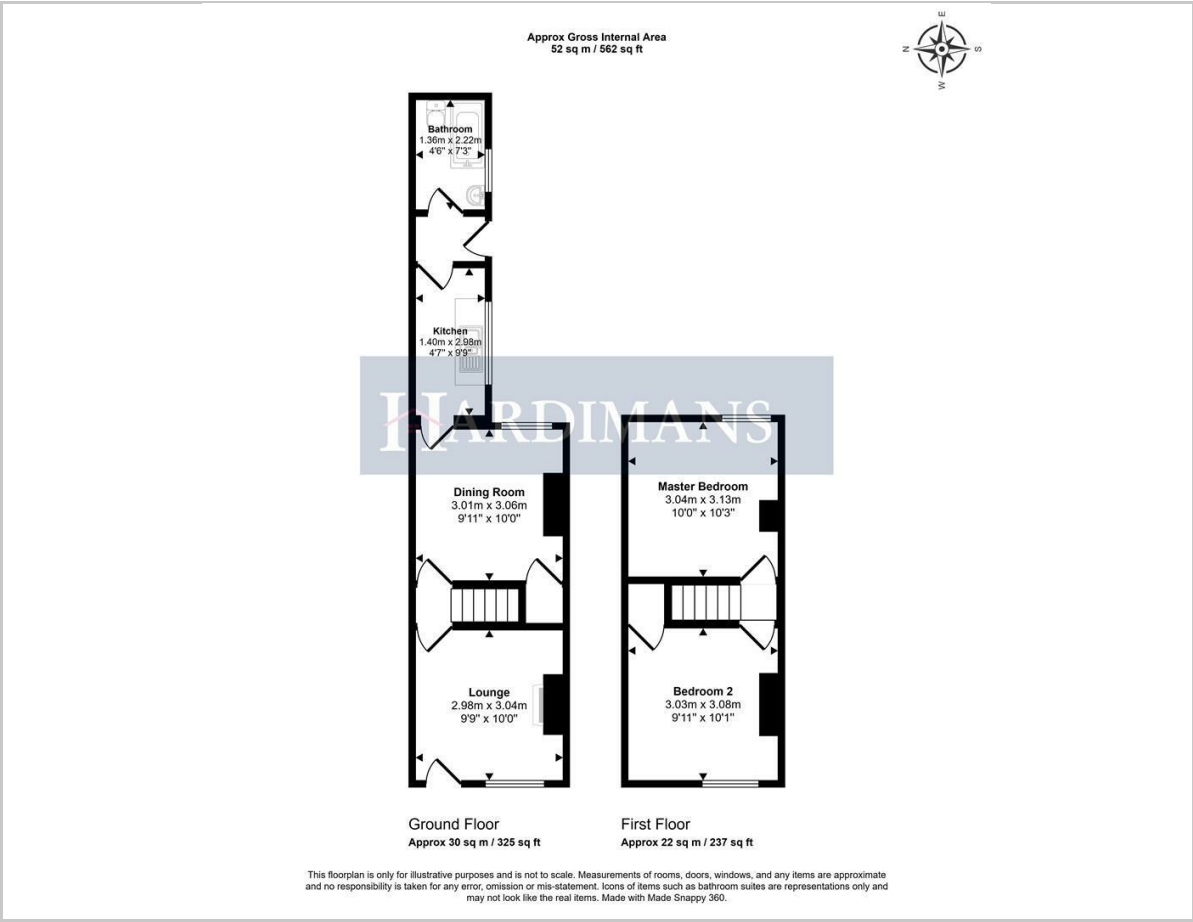 Approx Gross Internal Area
52 sq m / 562 sq ft
E
N
S
W
Bathroom
1.36m x 2.22m
4'6" x 7'3"
Kitchen
1.40m x 2.98m
4'7" x 9'9"
HARDIMANS
Dining Room
3.01m x 3.06m
9'11" x 10'0"
Master Bedroom
3.04m x 3.13m
10'0" x 10'3"
Lounge
2.98m x 3.04m
9'9" x 10'0"
Bedroom 2
3.03m x 3.08m
9'11" x 10'1"
Ground Floor
Approx 30 sq m / 325 sq ft
First Floor
Approx 22 sq m / 237 sq ft
This floorplan is only for illustrative purposes and is not to scale. Measurements of rooms, doors, windows, and any items are approximate
and no responsibility is taken for any error, omission or mis-statement. Icons of items such as bathroom suites are representations only and
may not look like the real items. Made with Made Snappy 360.